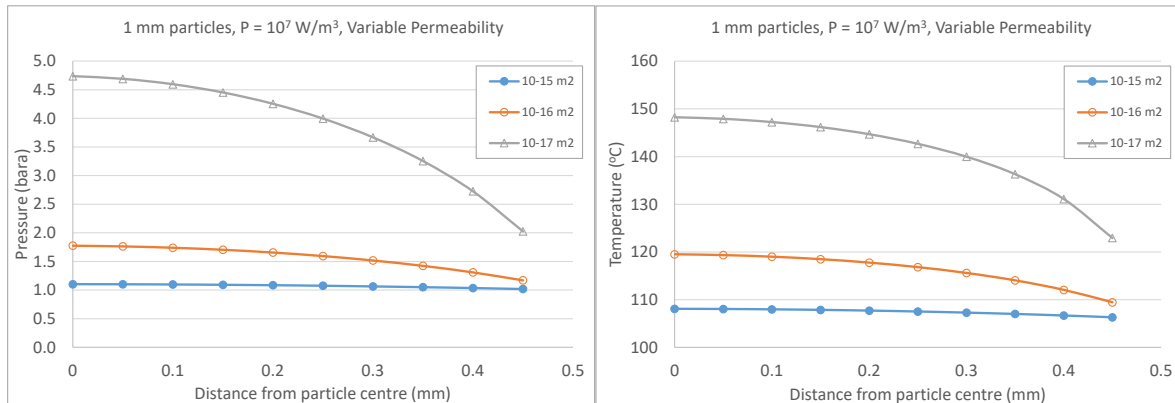 1 mm particles, P = 10⁷ W/m³, Variable Permeability
5.0
4.5
4.0
3.5
3.0
2.5
2.0
1.5
1.0
0.5
0.0
Pressure (bara)
10-15 m2
10-16 m2
10-17 m2
0 0.1 0.2 0.3 0.4 0.5
Distance from particle centre (mm)
1 mm particles, P = 10⁷ W/m³, Variable Permeability
160
150
140
130
120
110
100
Temperature (°C)
10-15 m2
10-16 m2
10-17 m2
0 0.1 0.2 0.3 0.4 0.5
Distance from particle centre (mm)